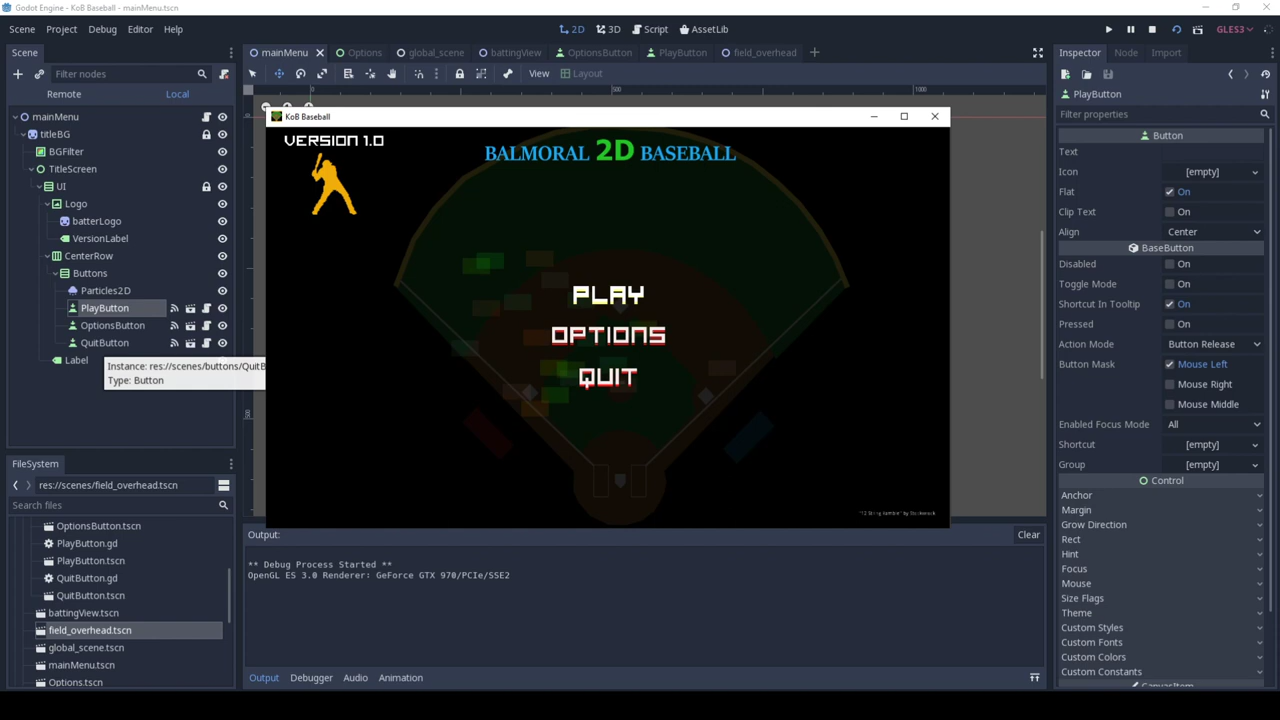 Godot Engine - KoB Baseball - mainMenu.tscn
Scene Project Debug Editor Help
2D 3D Script AssetLib
GLES3
Scene
Filter nodes
Remote Local
mainMenu
titleBG
BGFilter
TitleScreen
UI
Logo
batterLogo
VersionLabel
CenterRow
Buttons
Particles2D
PlayButton
OptionsButton
QuitButton
Label
Instance: res://scenes/buttons/QuitB
Type: Button
FileSystem
res://scenes/field_overhead.tscn
Search files
OptionsButton.tscn
PlayButton.gd
PlayButton.tscn
QuitButton.gd
QuitButton.tscn
battingView.tscn
field_overhead.tscn
global_scene.tscn
mainMenu.tscn
Options.tscn
mainMenu Options global_scene battingView OptionsButton PlayButton field_overhead
View Layout
0 500 1000
500
KoB Baseball
VERSION 1.0
BALMORAL 2D BASEBALL
PLAY
OPTIONS
QUIT
Output: Clear
** Debug Process Started **
OpenGL ES 3.0 Renderer: GeForce GTX 970/PCIe/SSE2
Output Debugger Audio Animation
Inspector Node Import
PlayButton
Filter properties
Button
Text
Icon [empty]
Flat On
Clip Text On
Align Center
BaseButton
Disabled On
Toggle Mode On
Shortcut In Tooltip On
Pressed On
Action Mode Button Release
Button Mask Mouse Left
Mouse Right
Mouse Middle
Enabled Focus Mode All
Shortcut [empty]
Group [empty]
Control
Anchor
Margin
Grow Direction
Rect
Hint
Focus
Mouse
Size Flags
Theme
Custom Styles
Custom Fonts
Custom Colors
Custom Constants
CanvasItem